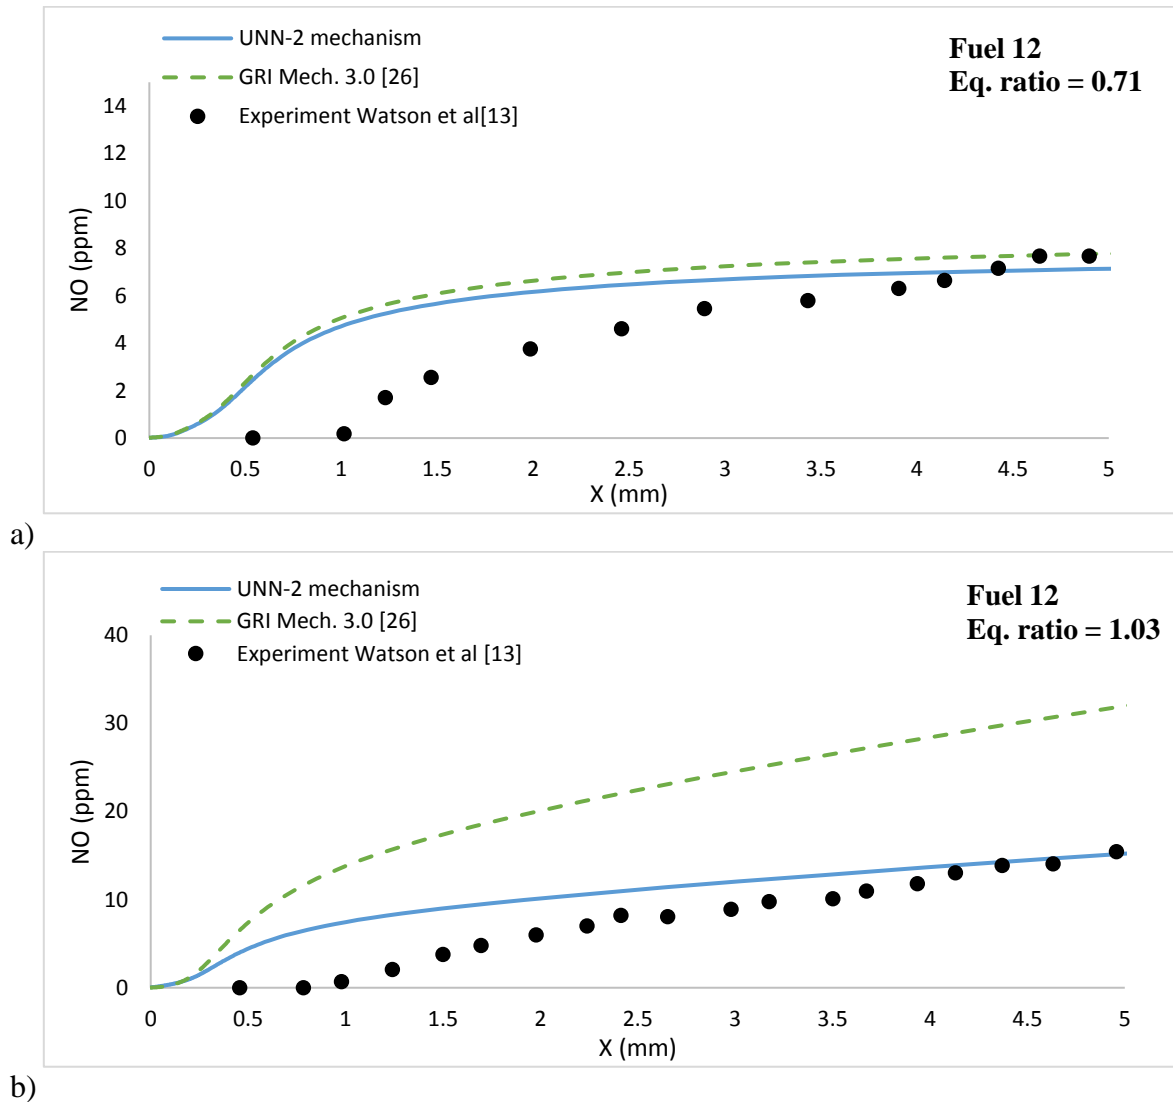 UNN-2 mechanism
GRI Mech. 3.0 [26]
Experiment Watson et al[13]
Fuel 12
Eq. ratio = 0.71
14
12
10
8
6
4
2
0
NO (ppm)
0 0.5 1 1.5 2 2.5 3 3.5 4 4.5 5
X (mm)
a)
UNN-2 mechanism
GRI Mech. 3.0 [26]
Experiment Watson et al [13]
Fuel 12
Eq. ratio = 1.03
40
30
20
10
0
NO (ppm)
0 0.5 1 1.5 2 2.5 3 3.5 4 4.5 5
X (mm)
b)